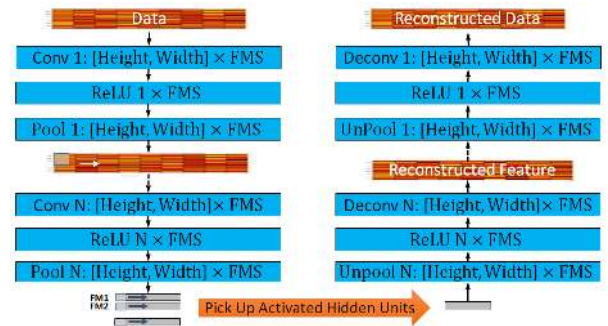 Data
Conv 1: [Height, Width] × FMS
ReLU 1 × FMS
Pool 1: [Height, Width] × FMS
Conv N: [Height, Width] × FMS
ReLU N × FMS
Pool N: [Height, Width] × FMS
FM1
FM2
Pick Up Activated Hidden Units
Reconstructed Data
Deconv 1: [Height, Width] × FMS
ReLU 1 × FMS
UnPool 1: [Height, Width] × FMS
Reconstructed Feature
Deconv N: [Height, Width] × FMS
ReLU N × FMS
Unpool N: [Height, Width] × FMS